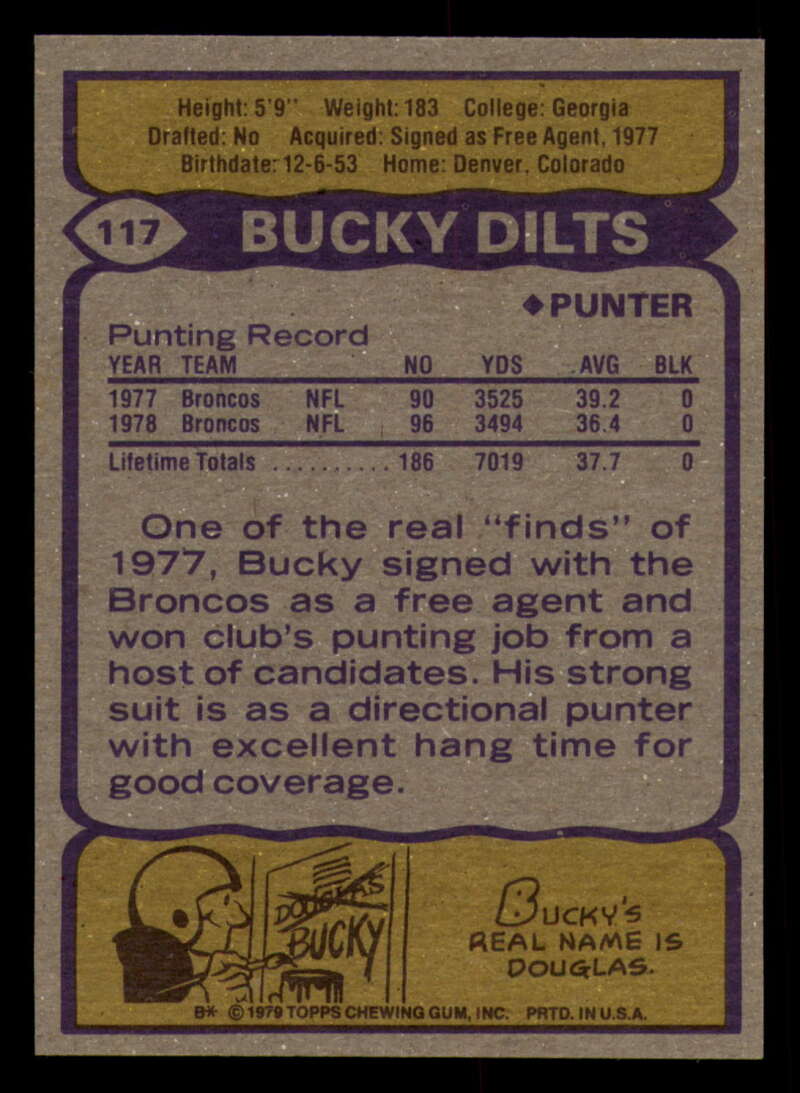 Height: 5'9" Weight: 183 College: Georgia
Drafted: No Acquired: Signed as Free Agent, 1977
Birthdate: 12-6-53 Home: Denver, Colorado
117 BUCKY DILTS
◆PUNTER
Punting Record
YEAR TEAM NO YDS AVG BLK
1977 Broncos NFL 90 3525 39.2 0
1978 Broncos NFL 96 3494 36.4 0
Lifetime Totals .......... 186 7019 37.7 0
One of the real "finds" of
1977, Bucky signed with the
Broncos as a free agent and
won club's punting job from a
host of candidates. His strong
suit is as a directional punter
with excellent hang time for
good coverage.
DOUGLAS
BUCKY
BUCKY'S
REAL NAME IS
DOUGLAS.
B* © 1979 TOPPS CHEWING GUM, INC. PRTD. IN U.S.A.